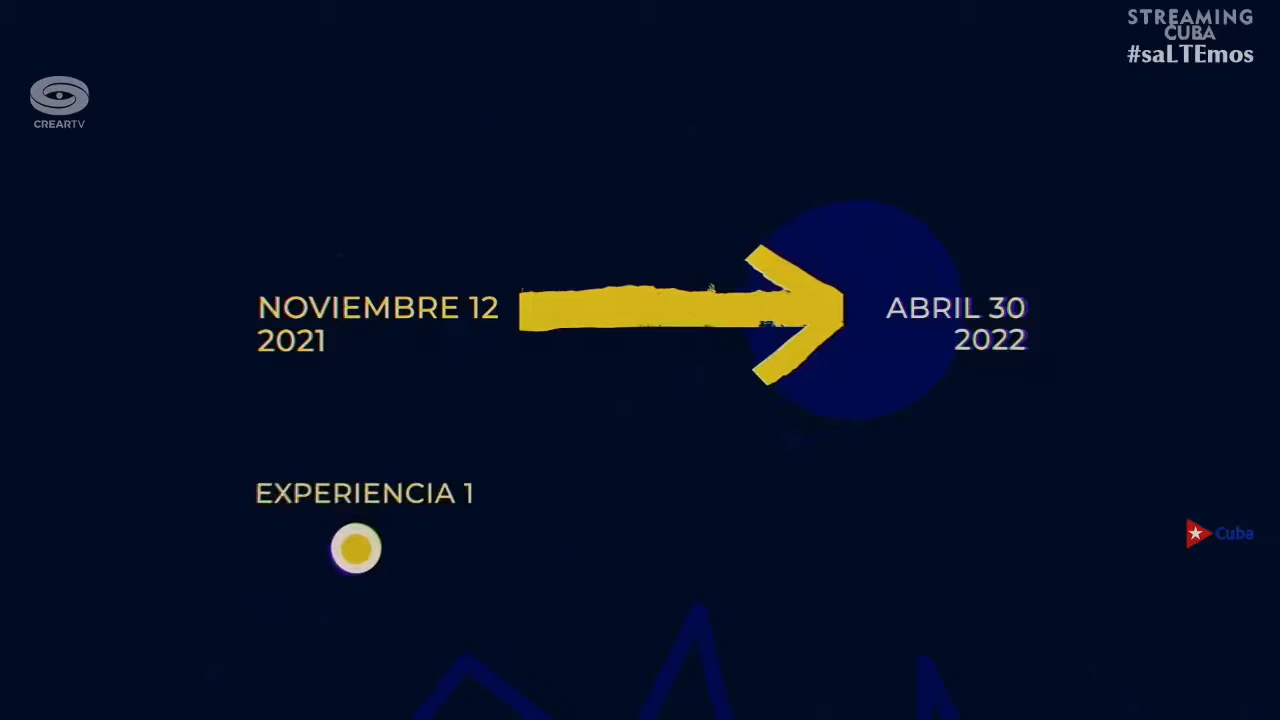 STREAMING
CUBA
#saLTEmos
CREARTV
NOVIEMBRE 12
2021
ABRIL 30
2022
EXPERIENCIA 1
Cuba